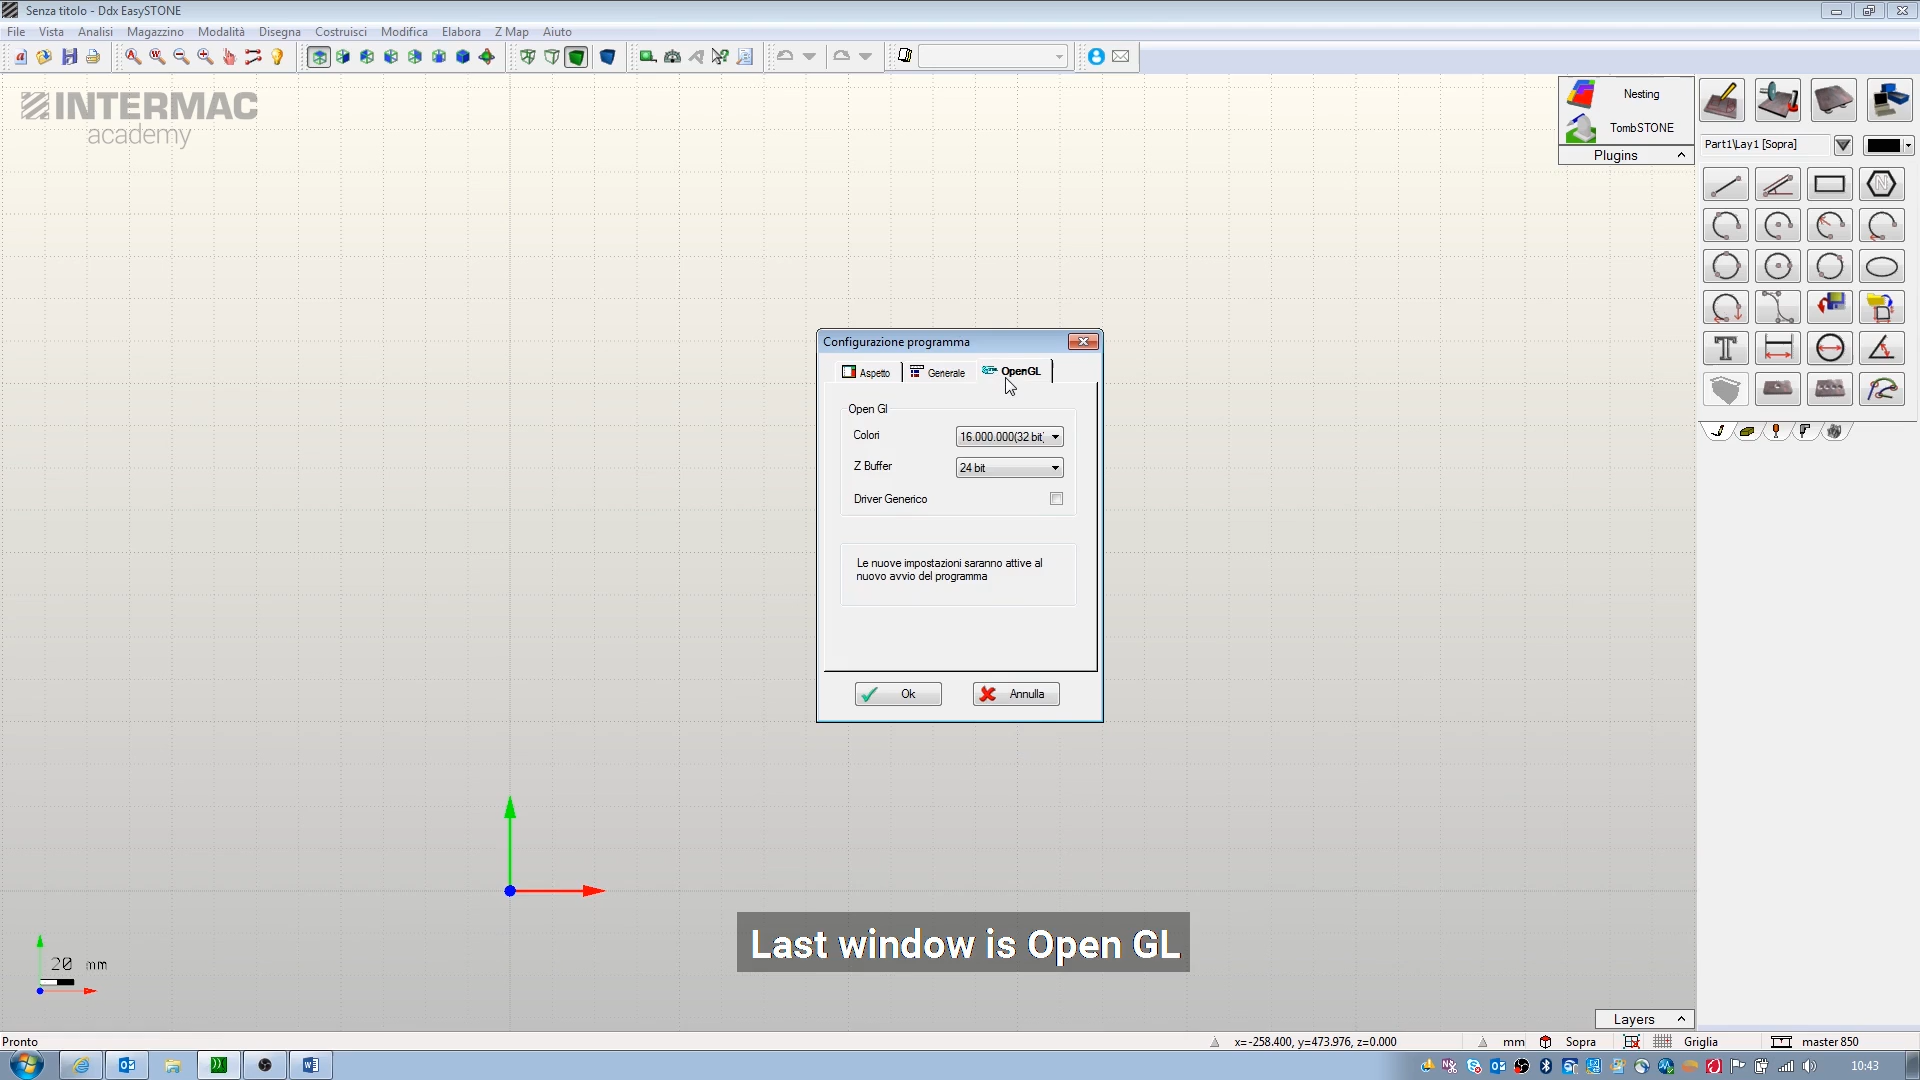 Senza titolo - Ddx EasySTONE
File Vista Analisi Magazzino Modalità Disegna Costruisci Modifica Elabora Z Map Aiuto
INTERMAC
academy
Nesting
TombSTONE
Plugins
Part1\Lay1 [Sopra]
Configurazione programma
Aspetto Generale OpenGL
Open Gl
Colori 16.000.000(32 bit)
Z Buffer 24 bit
Driver Generico
Le nuove impostazioni saranno attive al
nuovo avvio del programma
Ok Annulla
Last window is Open GL
20 mm
Layers
Pronto x=-258.400, y=473.976, z=0.000 mm Sopra Griglia master 850
10:43